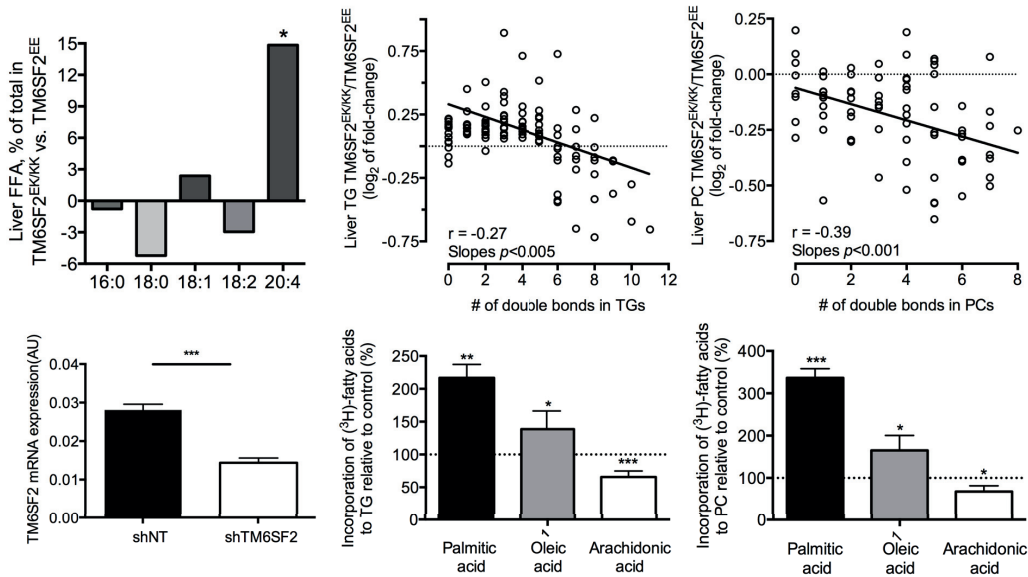 Liver FFA, % of total in
TM6SF2EK/KK vs. TM6SF2EE
15
12
9
6
3
0
-3
-6
*
16:0 18:0 18:1 18:2 20:4
Liver TG TM6SF2EK/KK/TM6SF2EE
(log2 of fold-change)
0.75
0.25
-0.25
-0.75
r = -0.27
Slopes p<0.005
0 2 4 6 8 10 12
# of double bonds in TGs
Liver PC TM6SF2EK/KK/TM6SF2EE
(log2 of fold-change)
0.25
0.00
-0.25
-0.50
-0.75
r = -0.39
Slopes p<0.001
0 2 4 6 8
# of double bonds in PCs
TM6SF2 mRNA expression(AU)
0.04
0.03
0.02
0.01
0.00
***
shNT shTM6SF2
Incorporation of (3H)-fatty acids
to TG relative to control (%)
250
200
150
100
50
0
**
*
***
Palmitic Oleic Arachidonic
acid acid acid
Incorporation of (3H)-fatty acids
to PC relative to control (%)
400
300
200
100
0
***
*
*
Palmitic Oleic Arachidonic
acid acid acid